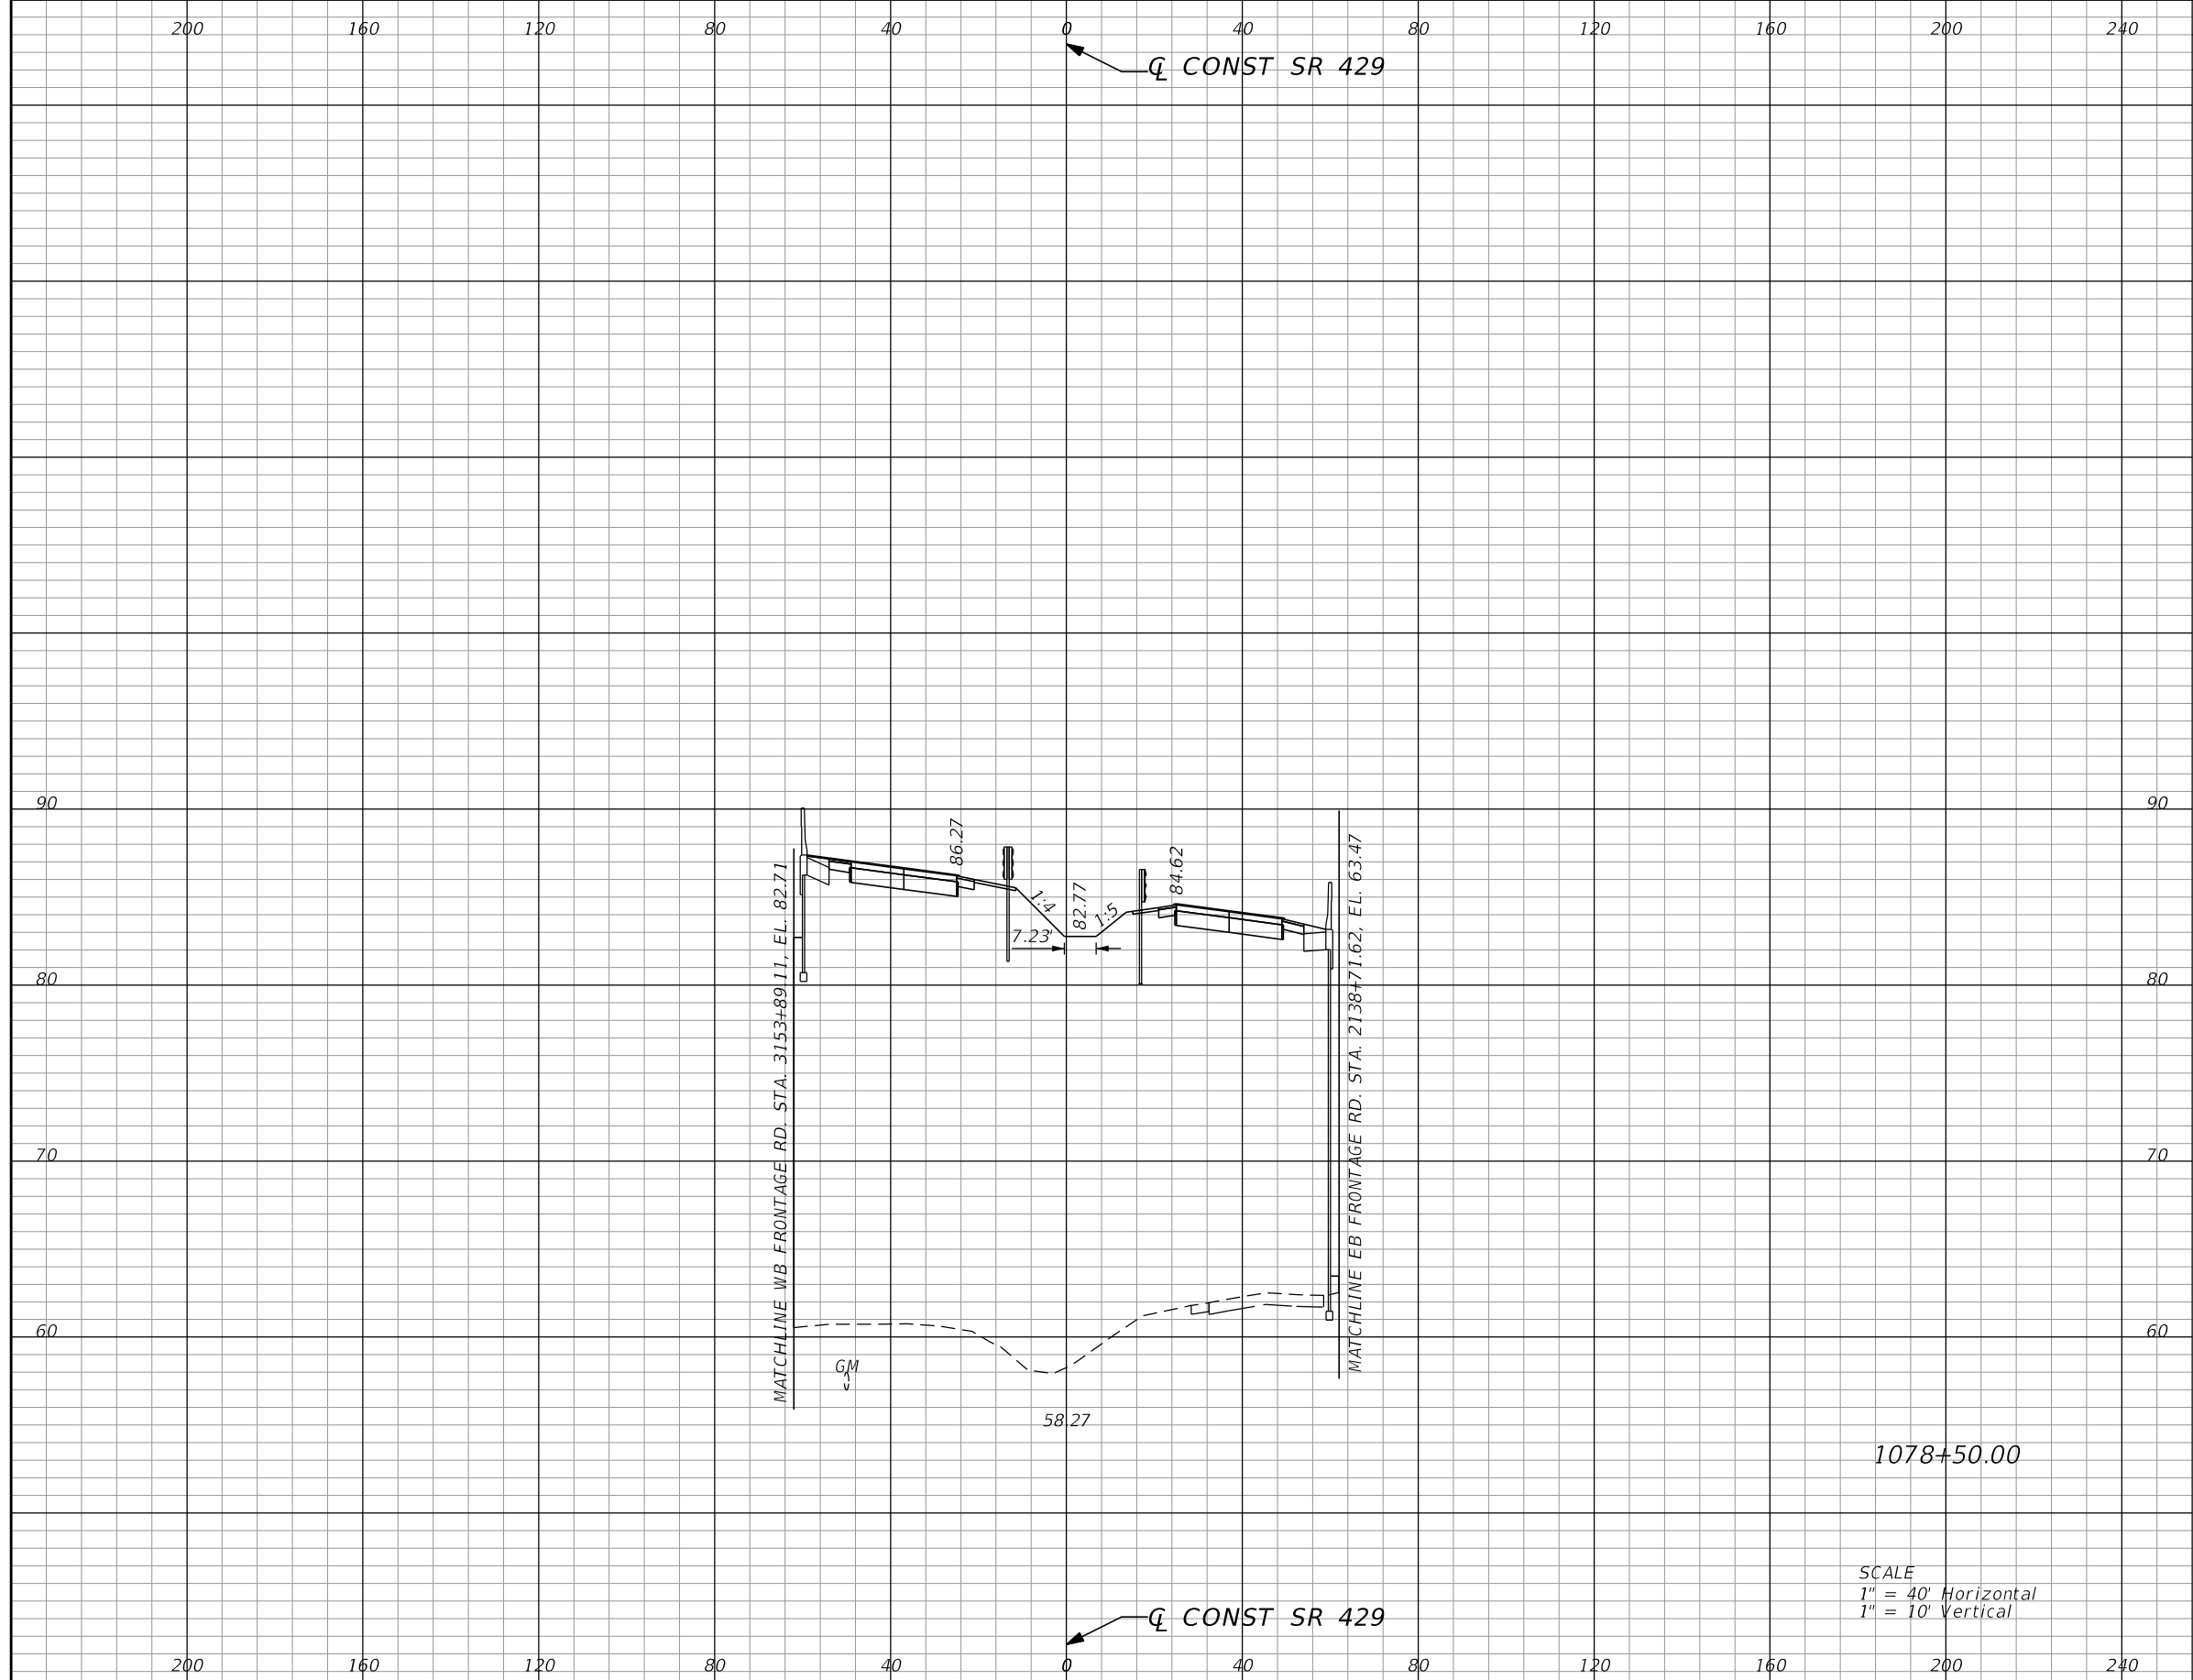 200 160 120 80 40 0 40 80 120 160 200 240
℄ CONST SR 429
90 90
86.27
84.62
82.77
1:4
1:5
7.23'
80 80
MATCHLINE WB FRONTAGE RD. STA. 3153+89.11, EL. 82.71
MATCHLINE EB FRONTAGE RD. STA. 2138+71.62, EL. 63.47
70 70
60 60
GM
58.27
1078+50.00
SCALE
1" = 40' Horizontal
1" = 10' Vertical
℄ CONST SR 429
200 160 120 80 40 0 40 80 120 160 200 240